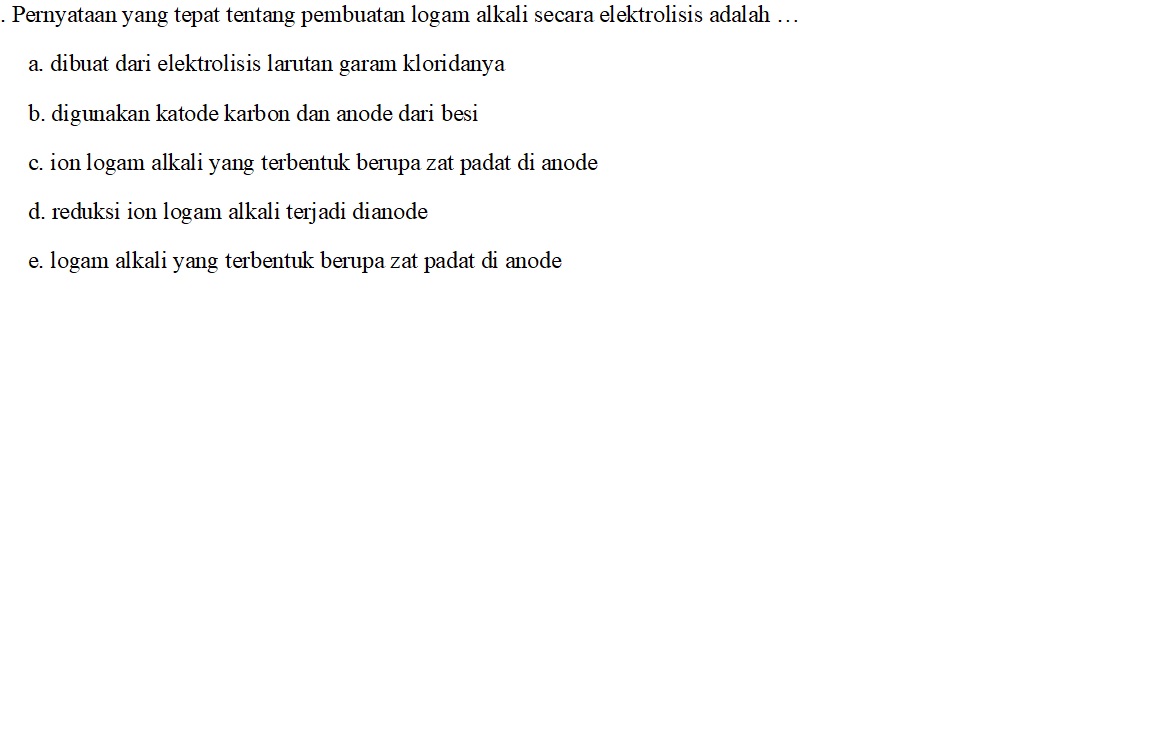 . Pernyataan yang tepat tentang pembuatan logam alkali secara elektrolisis adalah …
a. dibuat dari elektrolisis larutan garam kloridanya
b. digunakan katode karbon dan anode dari besi
c. ion logam alkali yang terbentuk berupa zat padat di anode
d. reduksi ion logam alkali terjadi dianode
e. logam alkali yang terbentuk berupa zat padat di anode